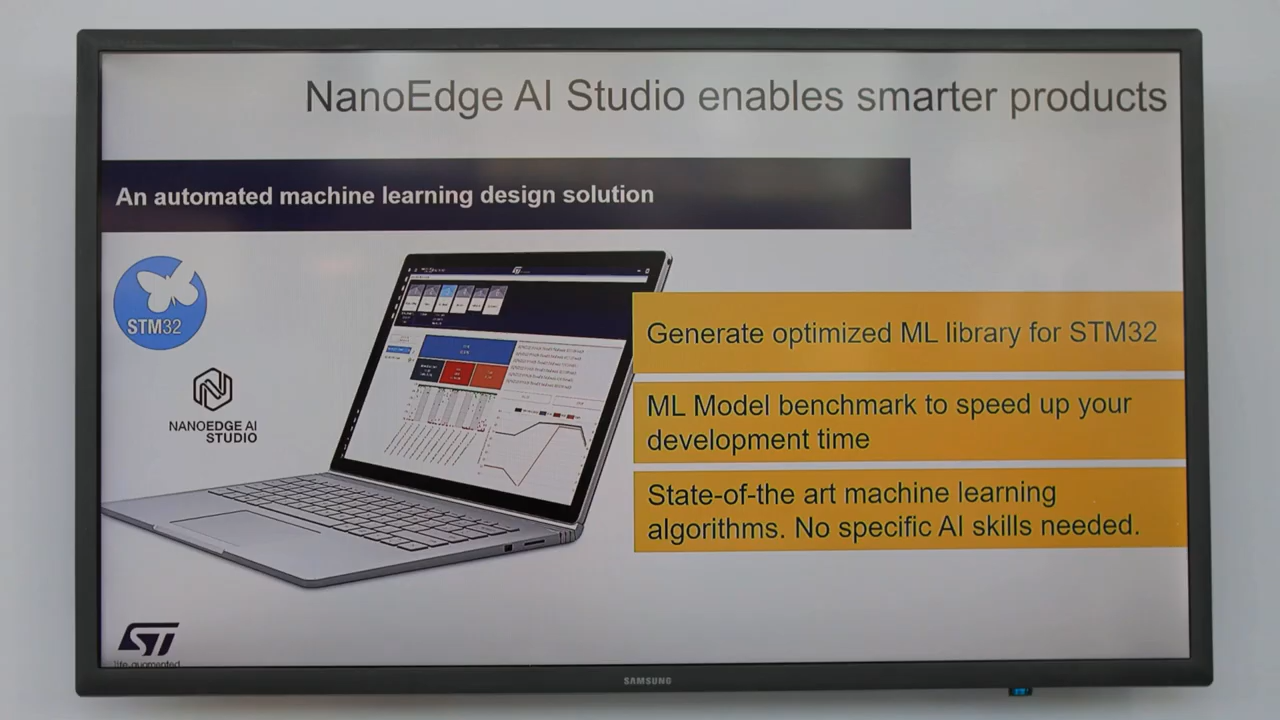 NanoEdge AI Studio enables smarter products
An automated machine learning design solution
STM32
NANOEDGE AI
STUDIO
Generate optimized ML library for STM32
ML Model benchmark to speed up your
development time
State-of-the art machine learning
algorithms. No specific AI skills needed.
ST
life.augmented
SAMSUNG